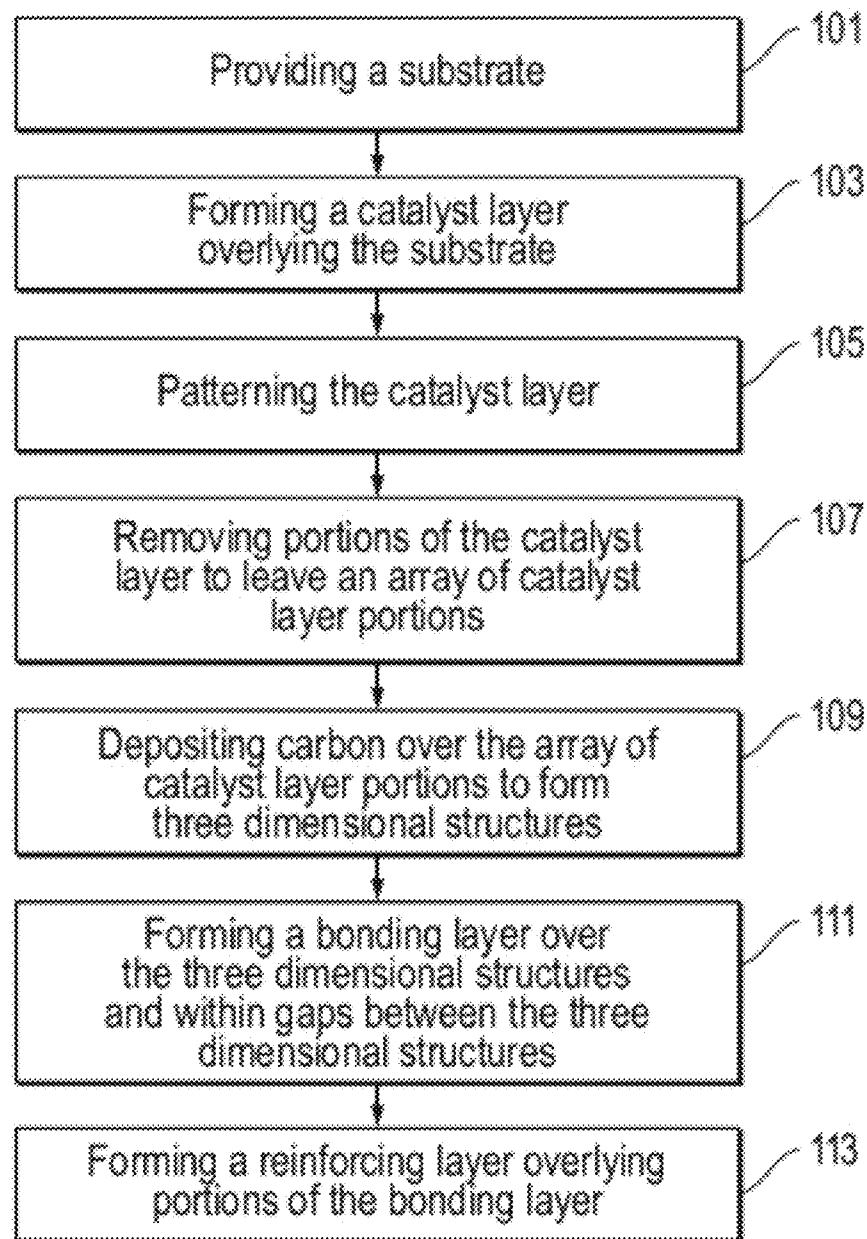 101
Providing a substrate
103
Forming a catalyst layer
overlying the substrate
105
Patterning the catalyst layer
107
Removing portions of the catalyst
layer to leave an array of catalyst
layer portions
109
Depositing carbon over the array of
catalyst layer portions to form
three dimensional structures
111
Forming a bonding layer over
the three dimensional structures
and within gaps between the three
dimensional structures
113
Forming a reinforcing layer overlying
portions of the bonding layer